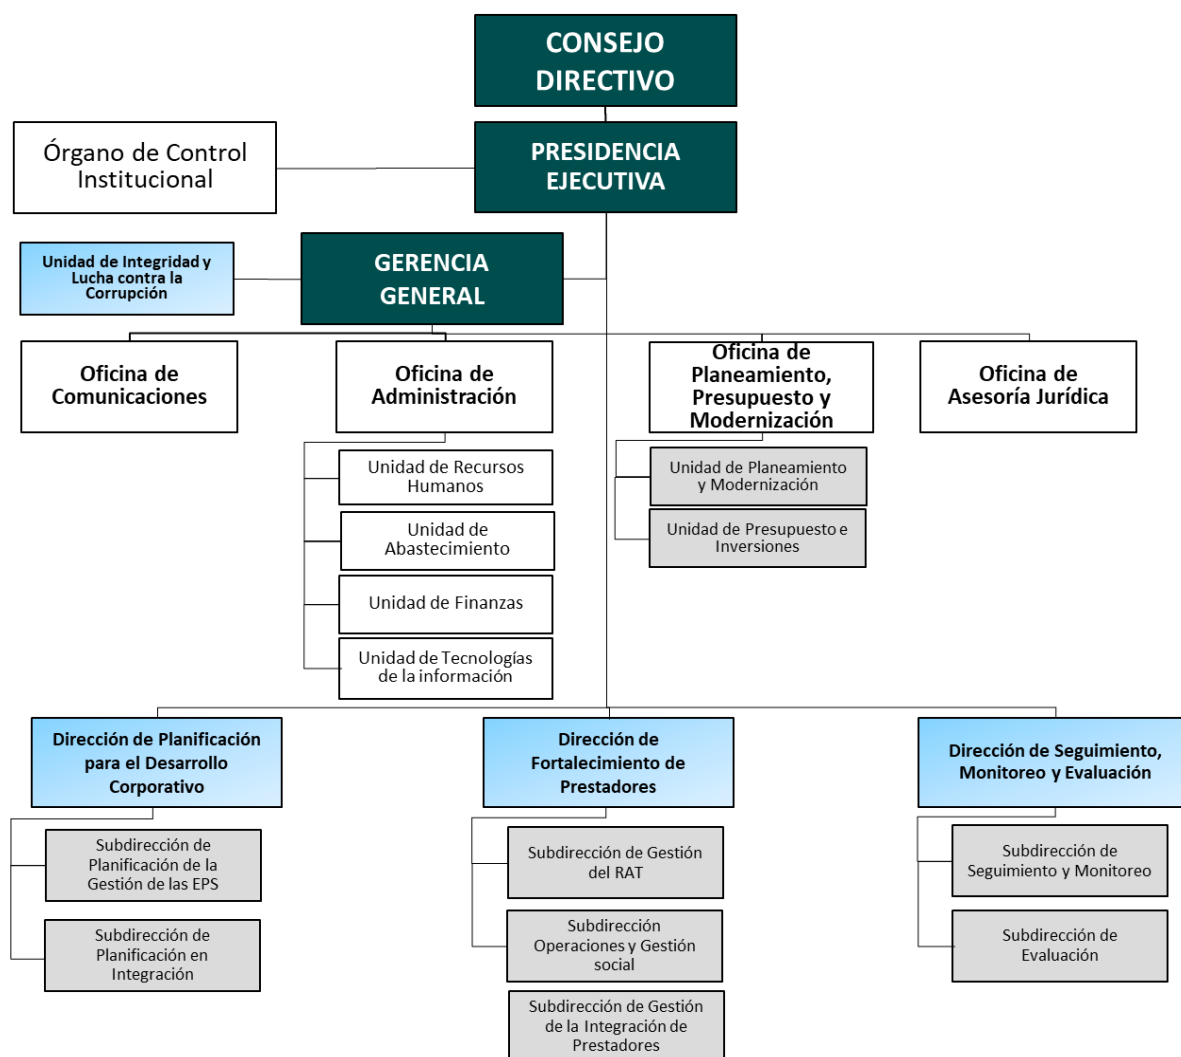 CONSEJO
DIRECTIVO
Órgano de Control
Institucional
PRESIDENCIA
EJECUTIVA
Unidad de Integridad y
Lucha contra la
Corrupción
GERENCIA
GENERAL
Oficina de
Comunicaciones
Oficina de
Administración
Oficina de
Planeamiento,
Presupuesto y
Modernización
Oficina de
Asesoría Jurídica
Unidad de Recursos
Humanos
Unidad de
Abastecimiento
Unidad de Finanzas
Unidad de Tecnologías
de la información
Unidad de Planeamiento
y Modernización
Unidad de Presupuesto e
Inversiones
Dirección de Planificación
para el Desarrollo
Corporativo
Subdirección de
Planificación de la
Gestión de las EPS
Subdirección de
Planificación en
Integración
Dirección de
Fortalecimiento de
Prestadores
Subdirección de Gestión
del RAT
Subdirección
Operaciones y Gestión
social
Subdirección de Gestión
de la Integración de
Prestadores
Dirección de Seguimiento,
Monitoreo y Evaluación
Subdirección de
Seguimiento y Monitoreo
Subdirección de
Evaluación